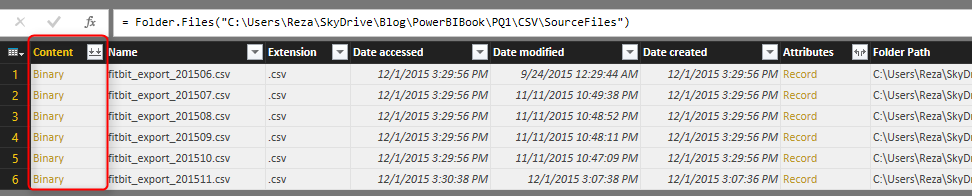 fx = Folder.Files("C:\Users\Reza\SkyDrive\Blog\PowerBIBook\PQ1\CSV\SourceFiles")
Content Name Extension Date accessed Date modified Date created Attributes Folder Path
1 Binary fitbit_export_201506.csv .csv 12/1/2015 3:29:56 PM 9/24/2015 12:29:44 AM 12/1/2015 3:29:56 PM Record C:\Users\Reza\SkyD
2 Binary fitbit_export_201507.csv .csv 12/1/2015 3:29:56 PM 11/11/2015 10:49:38 PM 12/1/2015 3:29:56 PM Record C:\Users\Reza\SkyD
3 Binary fitbit_export_201508.csv .csv 12/1/2015 3:29:56 PM 11/11/2015 10:48:52 PM 12/1/2015 3:29:56 PM Record C:\Users\Reza\SkyD
4 Binary fitbit_export_201509.csv .csv 12/1/2015 3:29:56 PM 11/11/2015 10:48:11 PM 12/1/2015 3:29:56 PM Record C:\Users\Reza\SkyD
5 Binary fitbit_export_201510.csv .csv 12/1/2015 3:29:56 PM 11/11/2015 10:47:09 PM 12/1/2015 3:29:56 PM Record C:\Users\Reza\SkyD
6 Binary fitbit_export_201511.csv .csv 12/1/2015 3:30:38 PM 12/1/2015 3:07:38 PM 12/1/2015 3:07:36 PM Record C:\Users\Reza\SkyD